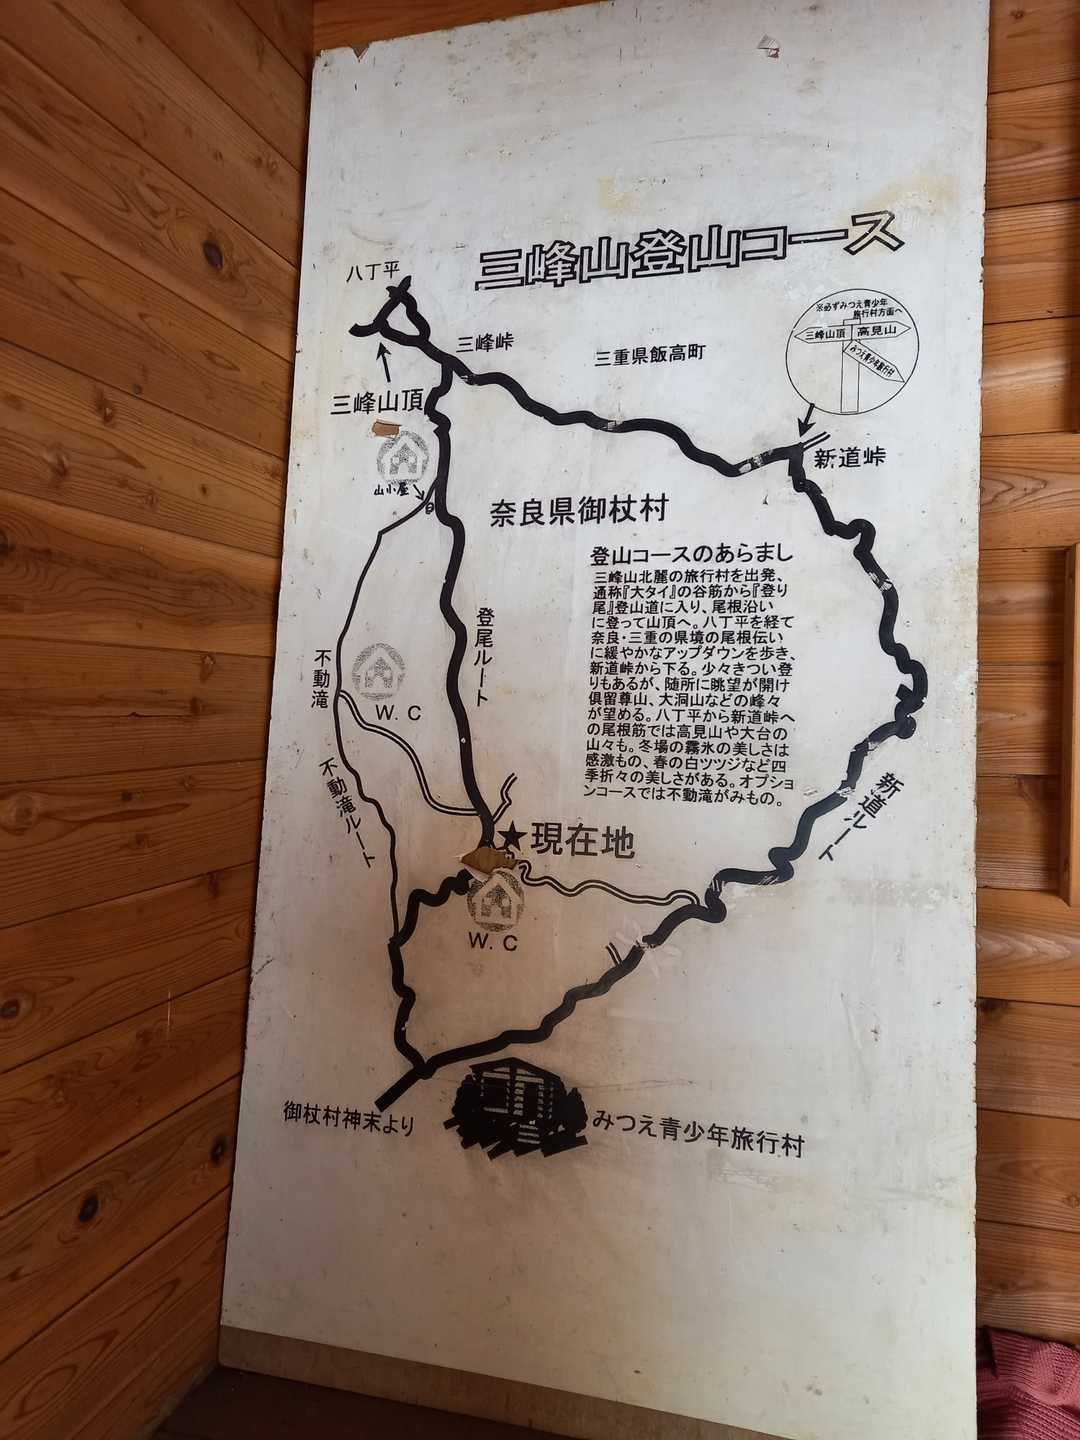 三峰山登山コース
八丁平
※必ずみつえ青少年
旅行村方面へ
三峰山頂
高見山
みつえ青少年旅行村
三峰峠
三重県飯高町
三峰山頂
新道峠
山小屋
奈良県御杖村
登山コースのあらまし
三峰山北麓の旅行村を出発、
通称『大タイ』の谷筋から『登り
尾』登山道に入り、尾根沿い
に登って山頂へ。八丁平を経て
奈良・三重の県境の尾根伝い
に緩やかなアップダウンを歩き、
新道峠から下る。少々きつい登
りもあるが、随所に眺望が開け
倶留尊山、大洞山などの峰々
が望める。八丁平から新道峠へ
の尾根筋では高見山や大台の
山々も。冬場の霧氷の美しさは
感激もの、春の白ツツジなど四
季折々の美しさがある。オプショ
ンコースでは不動滝がみもの。
登尾ルート
不動滝
W.C
不動滝ルート
新道ルート
★現在地
W.C
御杖村神末より
みつえ青少年旅行村